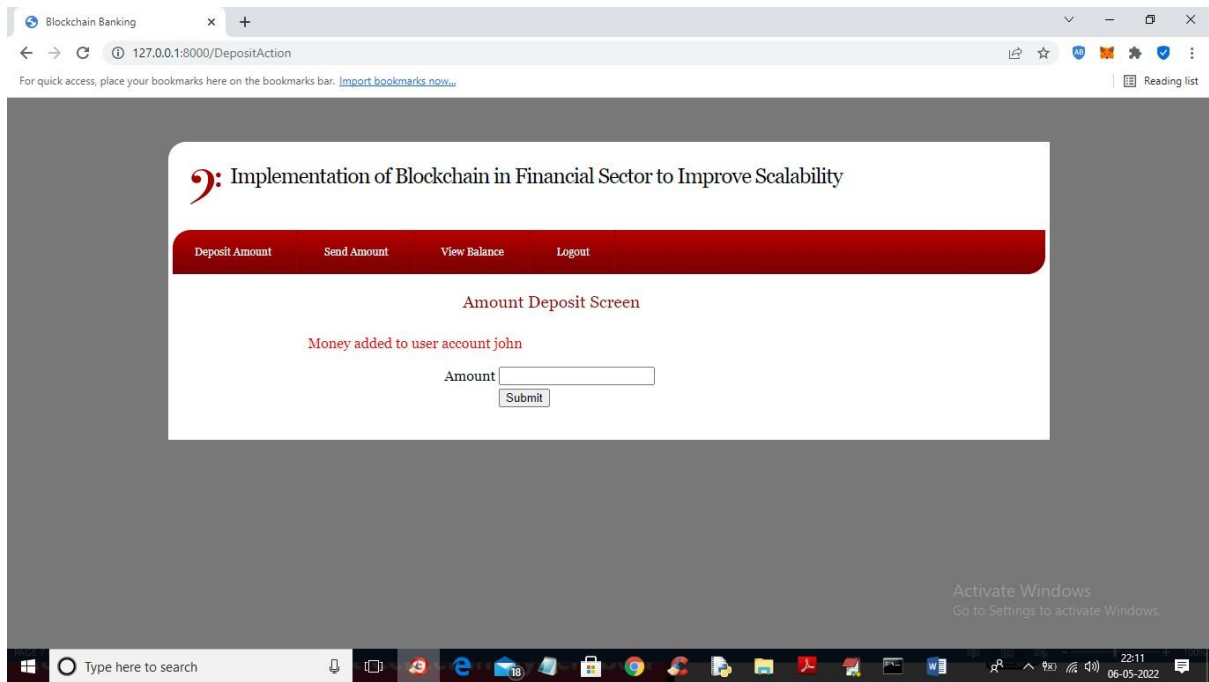 Blockchain Banking
127.0.0.1:8000/DepositAction
AB
For quick access, place your bookmarks here on the bookmarks bar. Import bookmarks now...
Reading list
Implementation of Blockchain in Financial Sector to Improve Scalability
Deposit Amount Send Amount View Balance Logout
Amount Deposit Screen
Money added to user account john
Amount
Submit
Activate Windows
Go to Settings to activate Windows.
Type here to search
18
22:11
06-05-2022